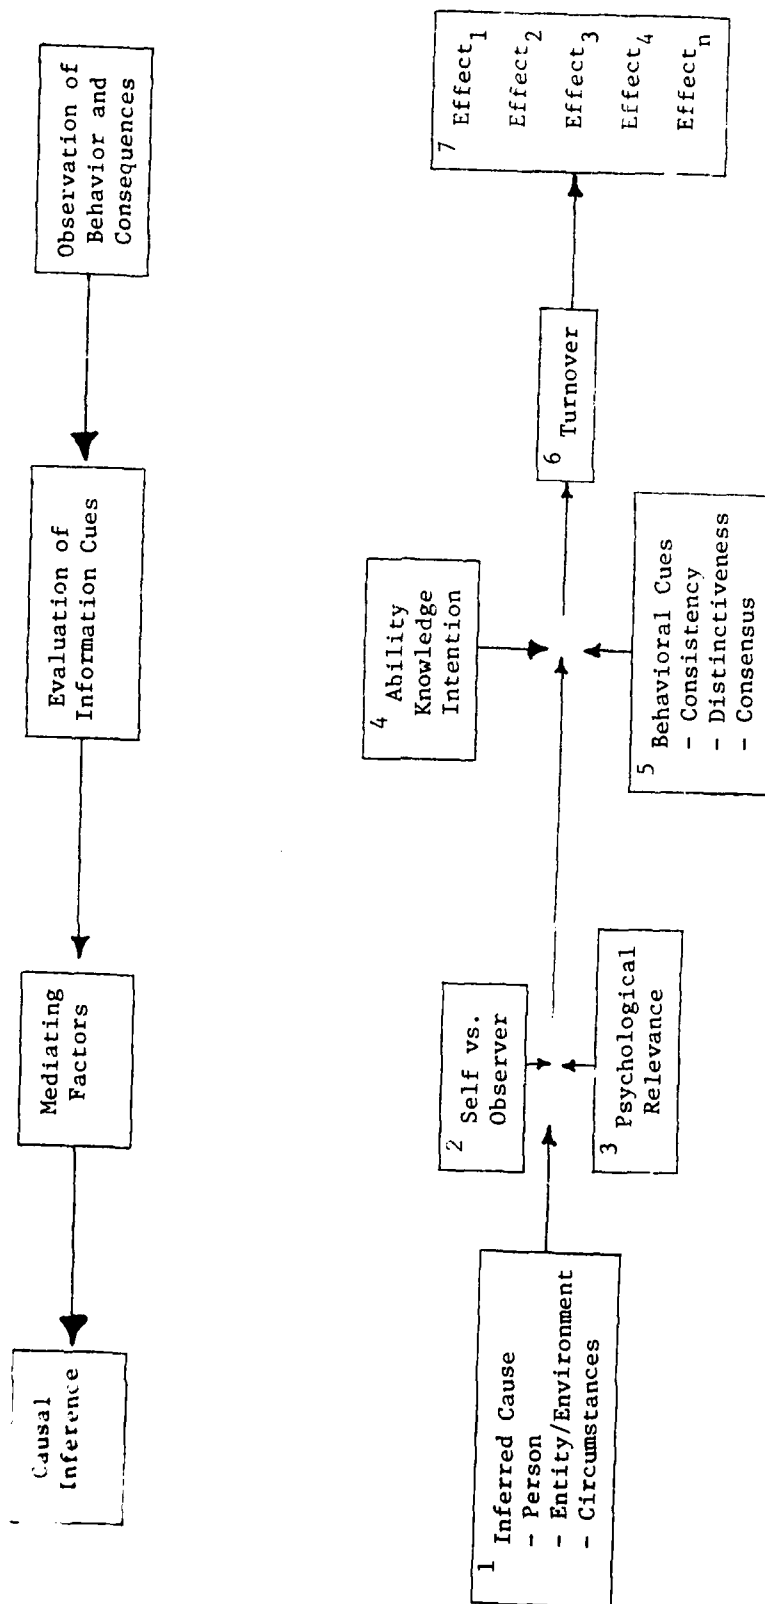 Causal
Inference
Mediating
Factors
Evaluation of
Information Cues
Observation of
Behavior and
Consequences
1 Inferred Cause
- Person
- Entity/Environment
- Circumstances
2 Self vs.
Observer
3 Psychological
Relevance
4 Ability
Knowledge
Intention
5 Behavioral Cues
- Consistency
- Distinctiveness
- Consensus
6 Turnover
7 Effect₁
Effect₂
Effect₃
Effect₄
Effectₙ